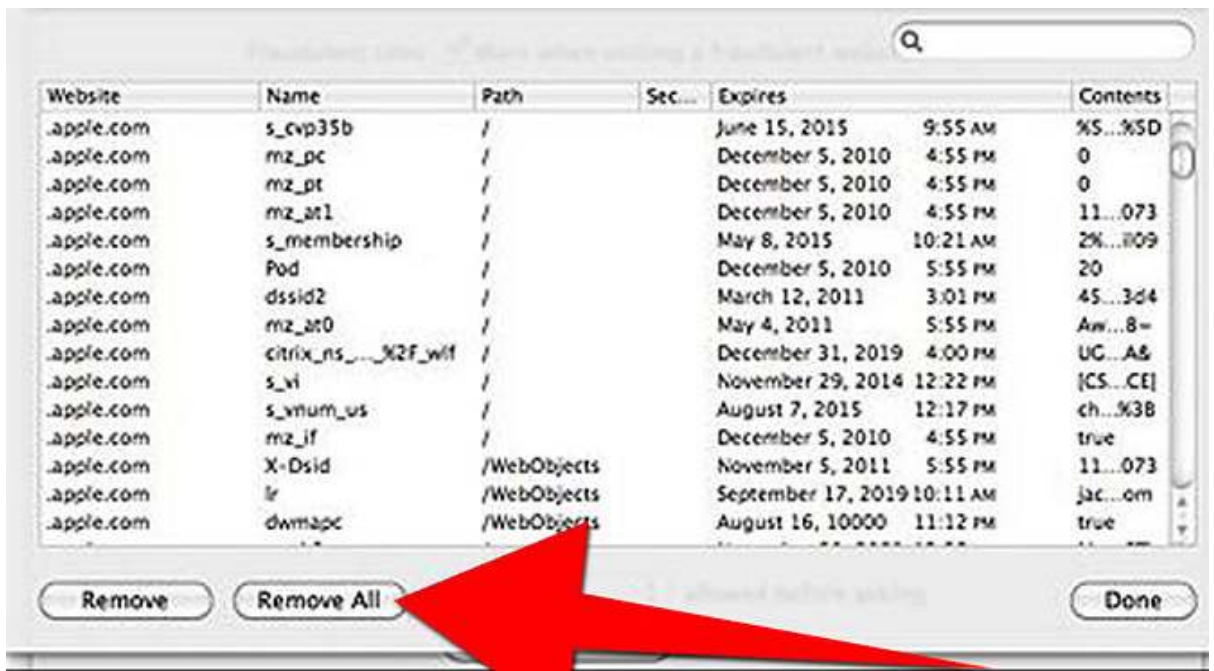 Website Name Path Sec... Expires Contents
.apple.com s_cvp35b / June 15, 2015 9:55 AM %5...%5D
.apple.com mz_pc / December 5, 2010 4:55 PM 0
.apple.com mz_pt / December 5, 2010 4:55 PM 0
.apple.com mz_at1 / December 5, 2010 4:55 PM 11...073
.apple.com s_membership / May 8, 2015 10:21 AM 2%...il09
.apple.com Pod / December 5, 2010 5:55 PM 20
.apple.com dssid2 / March 12, 2011 3:01 PM 45...3d4
.apple.com mz_at0 / May 4, 2011 5:55 PM Aw...8=
.apple.com citrix_ns_..._%2F_wlf / December 31, 2019 4:00 PM UG...A&
.apple.com s_vi / November 29, 2014 12:22 PM [CS...CE]
.apple.com s_vnum_us / August 7, 2015 12:17 PM ch...%3B
.apple.com mz_if / December 5, 2010 4:55 PM true
.apple.com X-Dsid /WebObjects November 5, 2011 5:55 PM 11...073
.apple.com lr /WebObjects September 17, 2019 10:11 AM jac...om
.apple.com dwmapc /WebObjects August 16, 10000 11:12 PM true
Remove Remove All Done